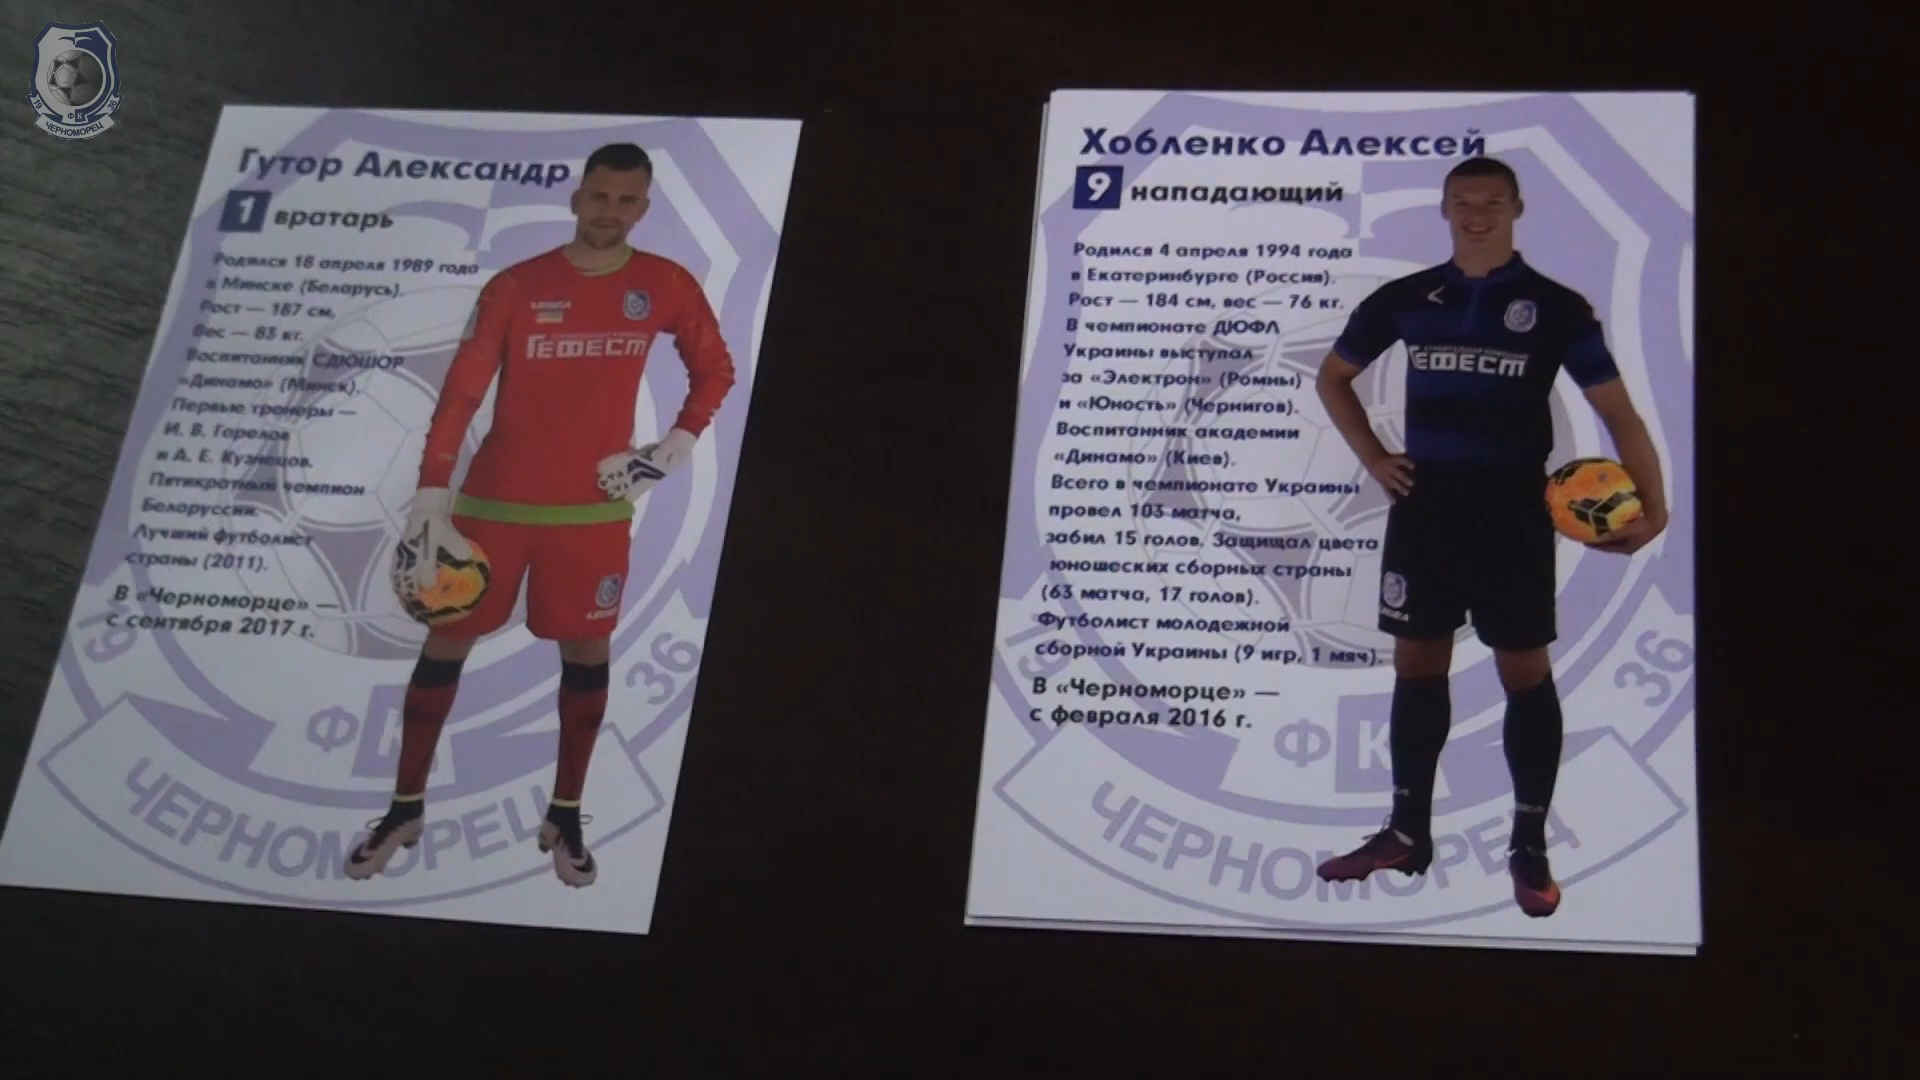 19 36
ФК
ЧЕРНОМОРЕЦ
Гутор Александр
1 вратарь
Родился 18 апреля 1989 года
в Минске (Беларусь).
Рост — 187 см,
Вес — 83 кг.
Воспитанник СДЮШОР
«Динамо» (Минск).
Первые тренеры —
И. В. Горелов
и А. Е. Кузнецов.
Пятикратный чемпион
Белоруссии.
Лучший футболист
страны (2011).
В «Черноморце» —
с сентября 2017 г.
ГЕФЕСТ
19 36
ФК
ЧЕРНОМОРЕЦ
Хобленко Алексей
9 нападающий
Родился 4 апреля 1994 года
в Екатеринбурге (Россия).
Рост — 184 см, вес — 76 кг.
В чемпионате ДЮФЛ
Украины выступал
за «Электрон» (Ромны)
и «Юность» (Чернигов).
Воспитанник академии
«Динамо» (Киев).
Всего в чемпионате Украины
провел 103 матча,
забил 15 голов. Защищал цвета
юношеских сборных страны
(63 матча, 17 голов).
Футболист молодежной
сборной Украины (9 игр, 1 мяч).
В «Черноморце» —
с февраля 2016 г.
ГЕФЕСТ
19 36
ФК
ЧЕРНОМОРЕЦ